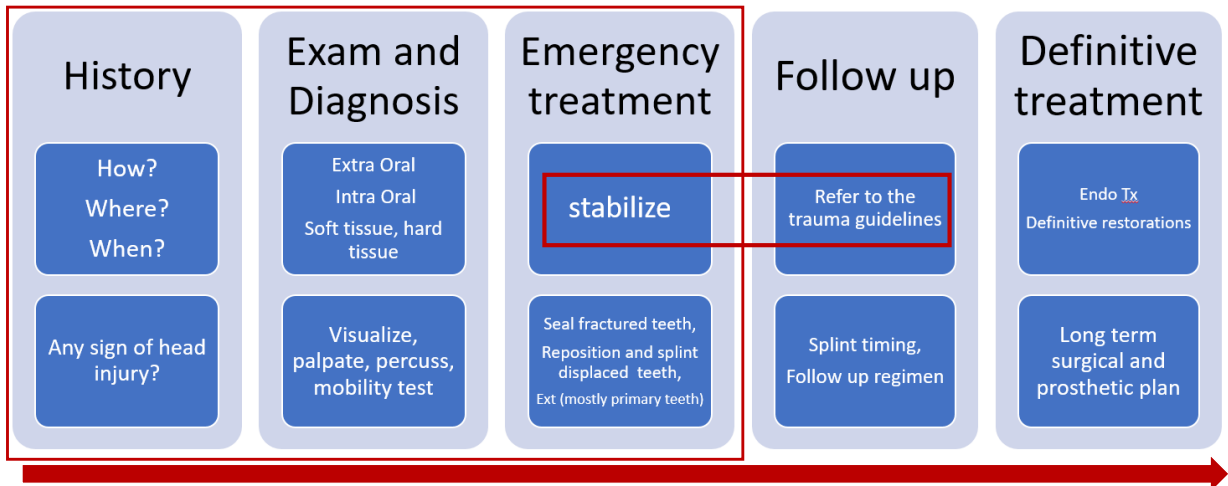 History
How?
Where?
When?
Any sign of head
injury?
Exam and
Diagnosis
Extra Oral
Intra Oral
Soft tissue, hard
tissue
Visualize,
palpate, percuss,
mobility test
Emergency
treatment
stabilize
Seal fractured teeth,
Reposition and splint
displaced teeth,
Ext (mostly primary teeth)
Follow up
Refer to the
trauma guidelines
Splint timing,
Follow up regimen
Definitive
treatment
Endo Tx
Definitive restorations
Long term
surgical and
prosthetic plan